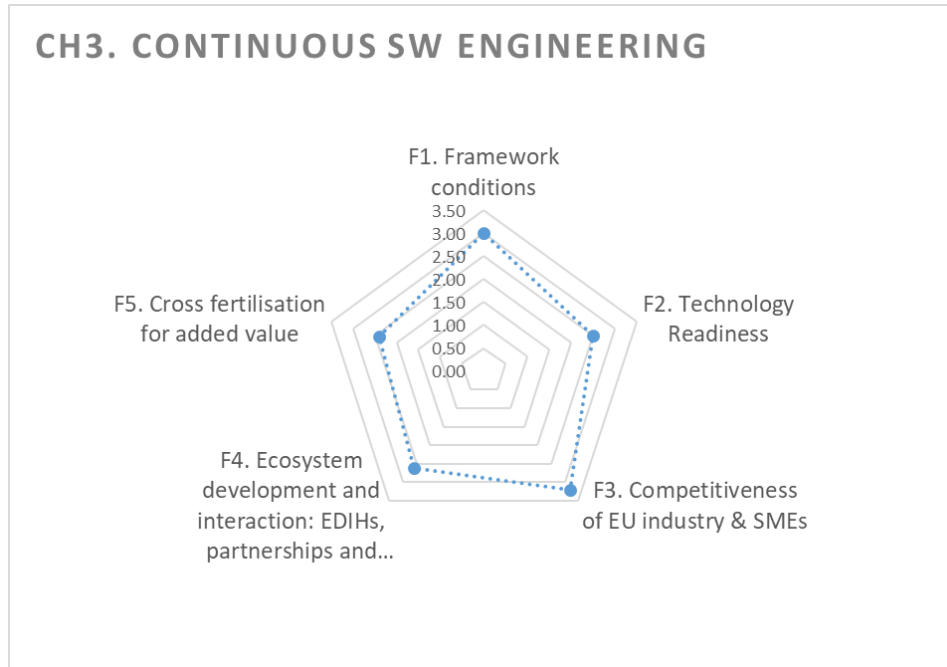 CH3. CONTINUOUS SW ENGINEERING
F1. Framework
conditions
3.50
3.00
2.50
2.00
1.50
1.00
0.50
0.00
F2. Technology
Readiness
F3. Competitiveness
of EU industry & SMEs
F4. Ecosystem
development and
interaction: EDIHs,
partnerships and...
F5. Cross fertilisation
for added value